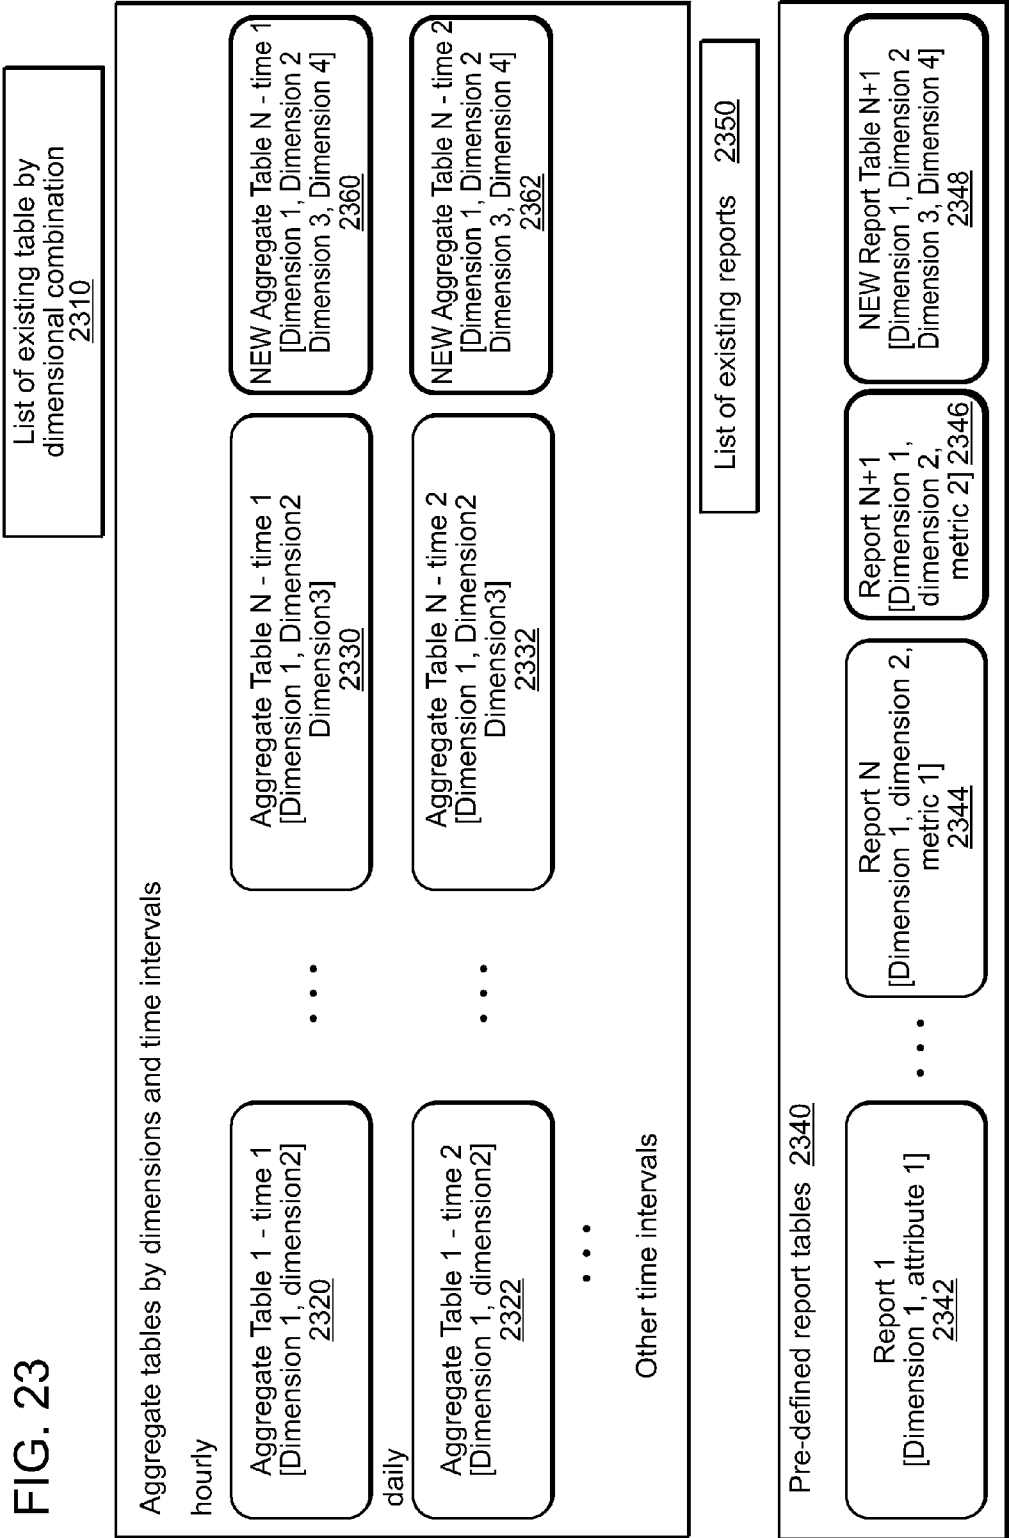 FIG. 23
List of existing table by
dimensional combination
2310
Aggregate tables by dimensions and time intervals
hourly
Aggregate Table 1 - time 1
[Dimension 1, dimension2]
2320
• • •
Aggregate Table N - time 1
[Dimension 1, Dimension2
Dimension3]
2330
NEW Aggregate Table N - time 1
[Dimension 1, Dimension 2
Dimension 3, Dimension 4]
2360
daily
Aggregate Table 1 - time 2
[Dimension 1, dimension2]
2322
• • •
Aggregate Table N - time 2
[Dimension 1, Dimension2
Dimension3]
2332
NEW Aggregate Table N - time 2
[Dimension 1, Dimension 2
Dimension 3, Dimension 4]
2362
• • •
Other time intervals
List of existing reports 2350
Pre-defined report tables 2340
Report 1
[Dimension 1, attribute 1]
2342
• • •
Report N
[Dimension 1, dimension 2,
metric 1]
2344
Report N+1
[Dimension 1,
dimension 2,
metric 2] 2346
NEW Report Table N+1
[Dimension 1, Dimension 2
Dimension 3, Dimension 4]
2348